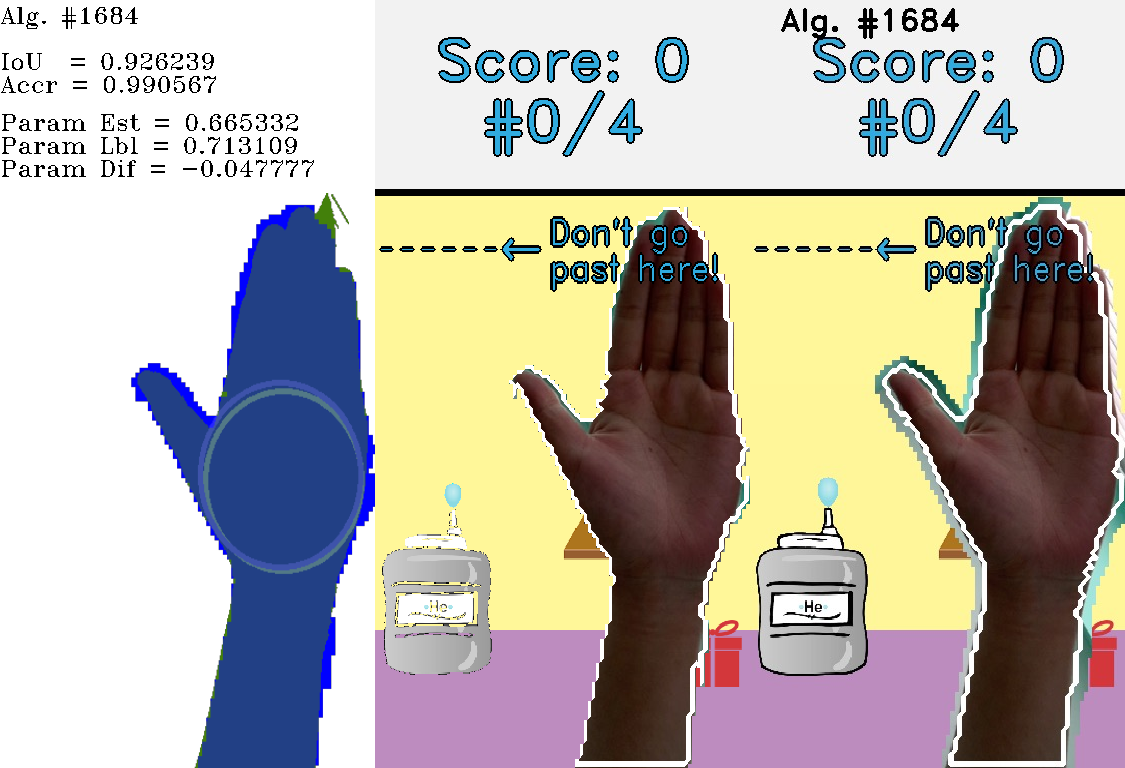 Alg. #1684
IoU = 0.926239
Accr = 0.990567
Param Est = 0.665332
Param Lbl = 0.713109
Param Dif = −0.047777
Score: 0
#0/4
←Don't go
past here!
He
Alg. #1684
Score: 0
#0/4
←Don't go
past here!
He